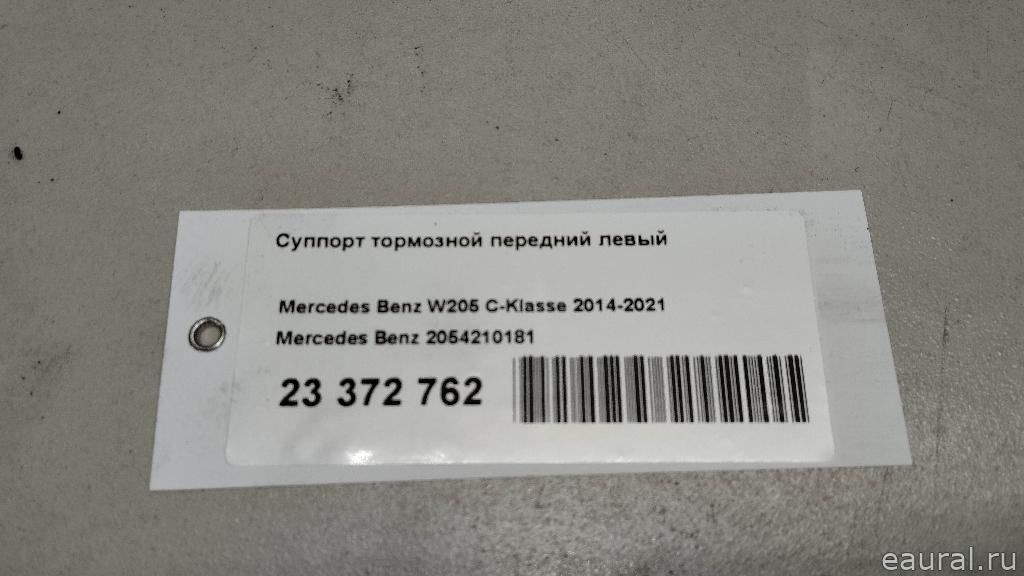 Суппорт тормозной передний левый
Mercedes Benz W205 C-Klasse 2014-2021
Mercedes Benz 2054210181
23 372 762
eaural.ru